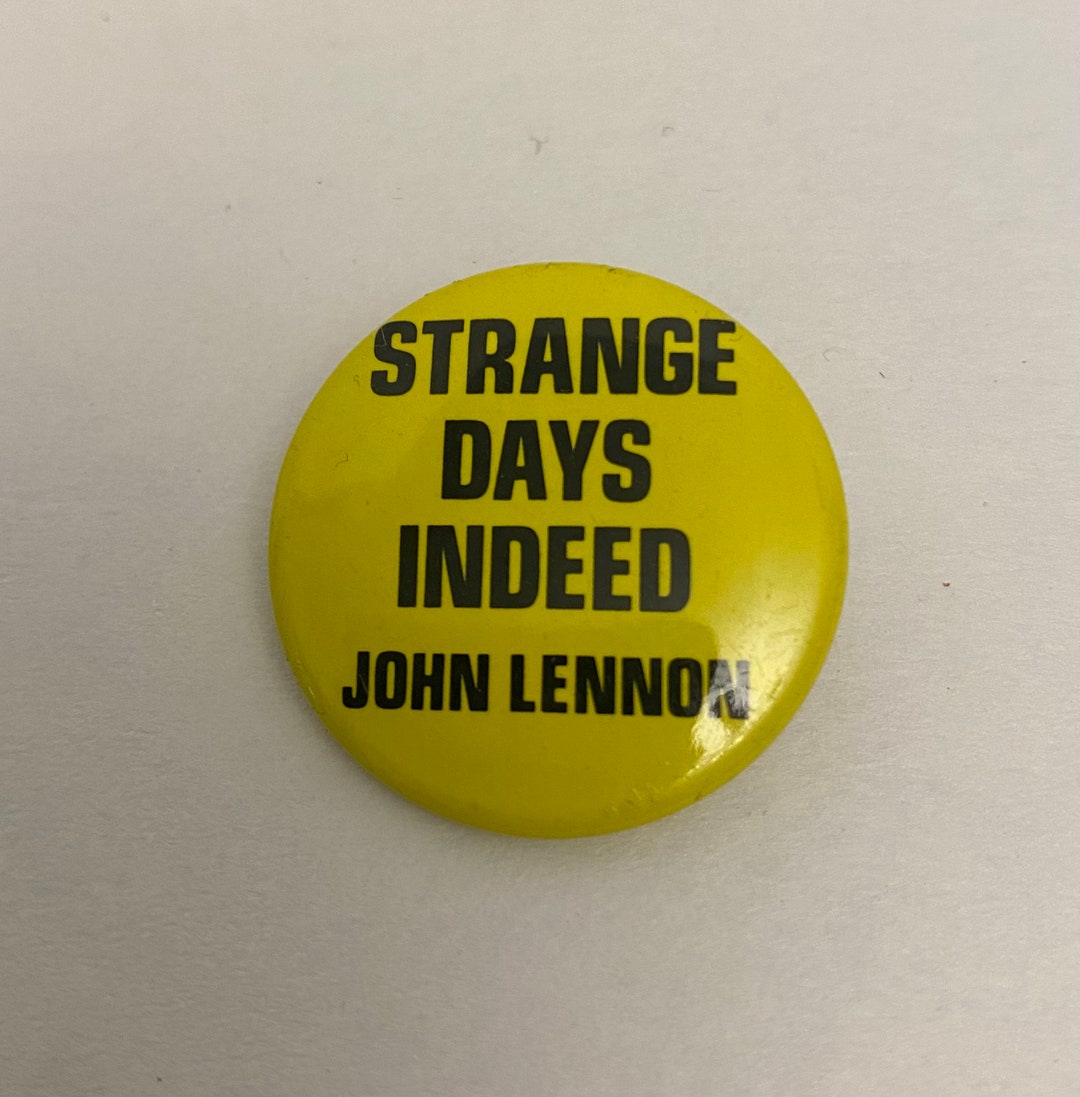 STRANGE
DAYS
INDEED
JOHN LENNON